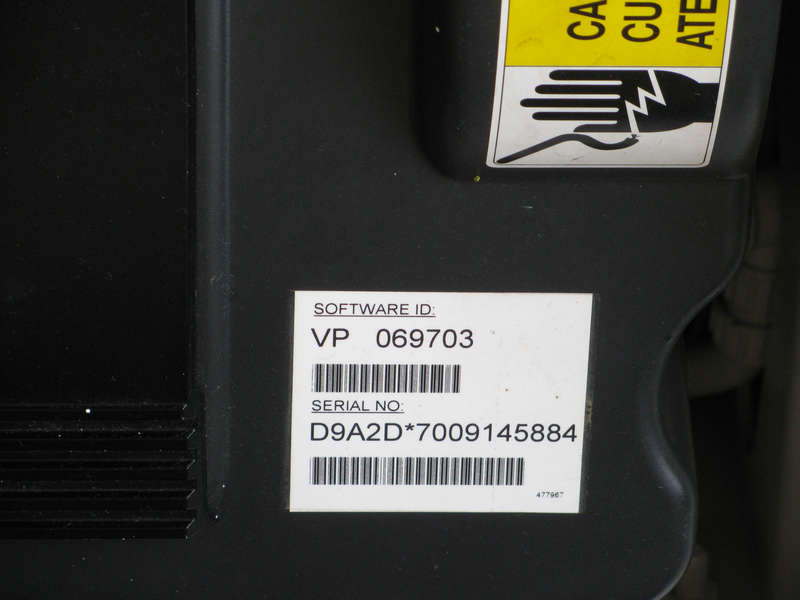 CA
CU
ATE
SOFTWARE ID:
VP 069703
SERIAL NO:
D9A2D*7009145884
477967